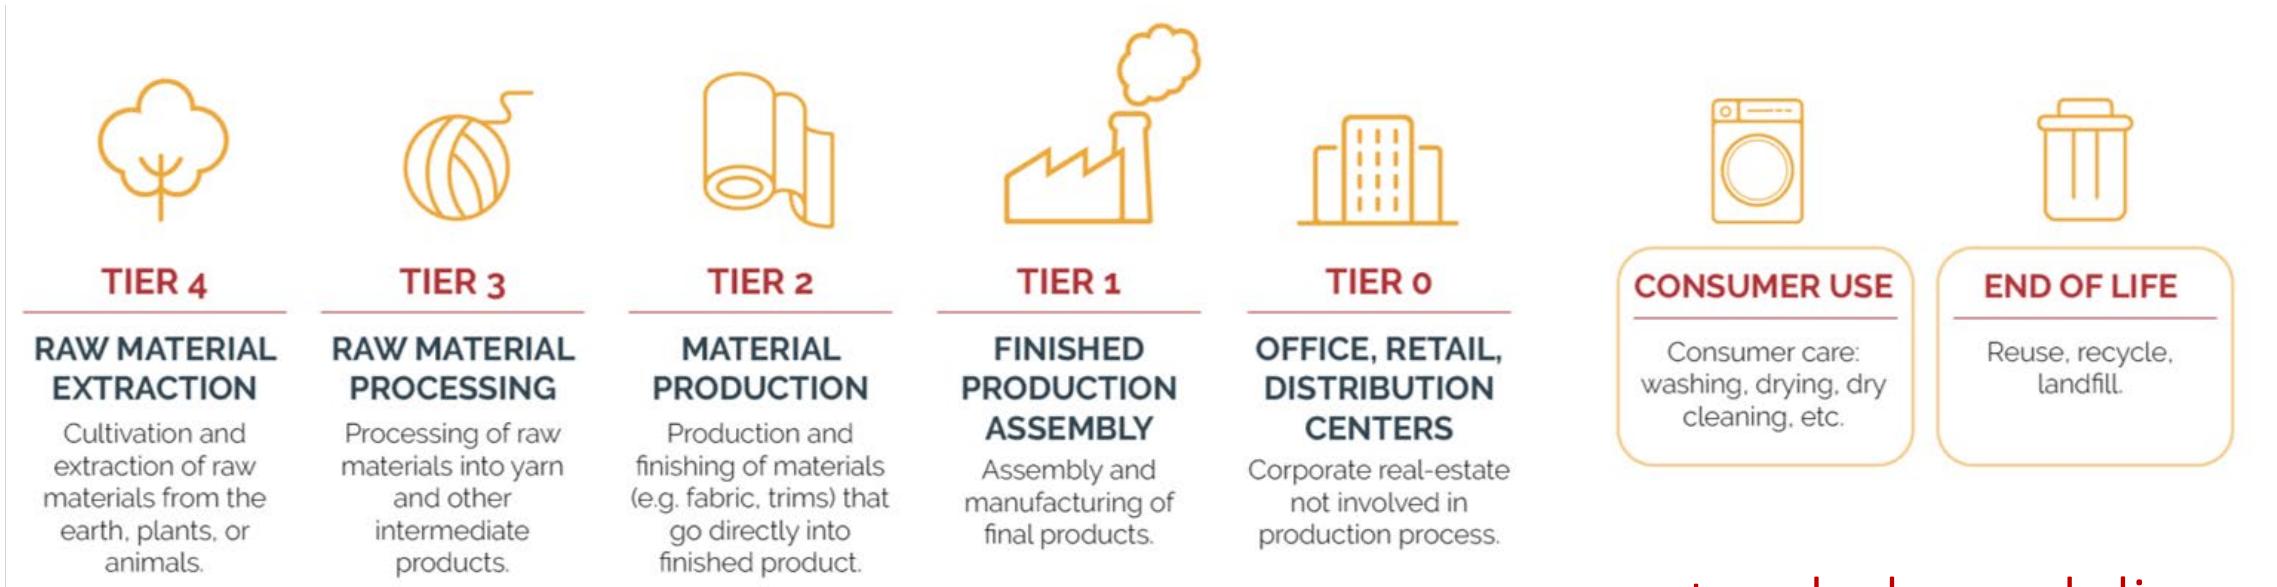 TIER 4
RAW MATERIAL
EXTRACTION
Cultivation and
extraction of raw
materials from the
earth, plants, or
animals.
TIER 3
RAW MATERIAL
PROCESSING
Processing of raw
materials into yarn
and other
intermediate
products.
TIER 2
MATERIAL
PRODUCTION
Production and
finishing of materials
(e.g. fabric, trims) that
go directly into
finished product.
TIER 1
FINISHED
PRODUCTION
ASSEMBLY
Assembly and
manufacturing of
final products.
TIER 0
OFFICE, RETAIL,
DISTRIBUTION
CENTERS
Corporate real-estate
not involved in
production process.
CONSUMER USE
Consumer care:
washing, drying, dry
cleaning, etc.
END OF LIFE
Reuse, recycle,
landfill.